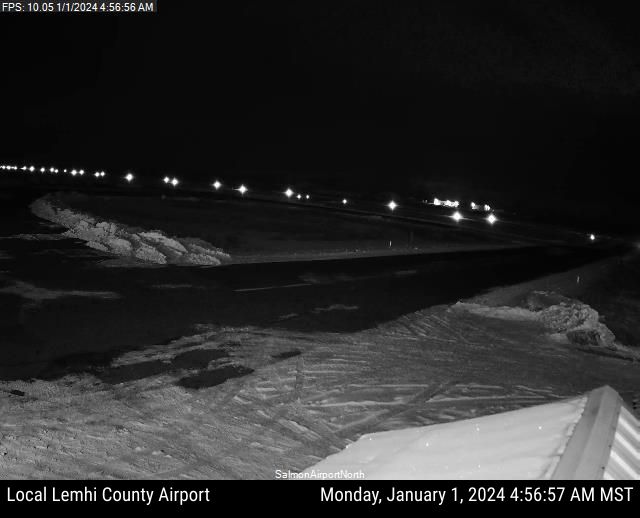 FPS: 10.05 1/1/2024 4:56:56 AM
SalmonAirportNorth
Local Lemhi County Airport Monday, January 1, 2024 4:56:57 AM MST